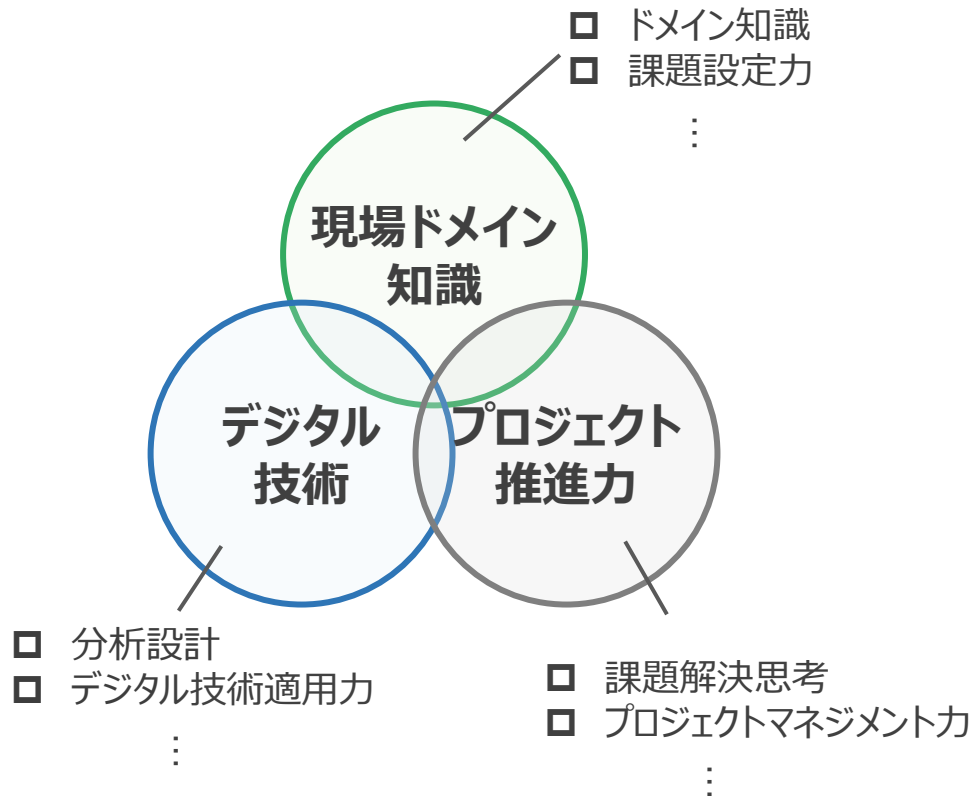 ドメイン知識
課題設定力
⋮
現場ドメイン
知識
デジタル
技術
プロジェクト
推進力
分析設計
デジタル技術適用力
⋮
課題解決思考
プロジェクトマネジメント力
⋮